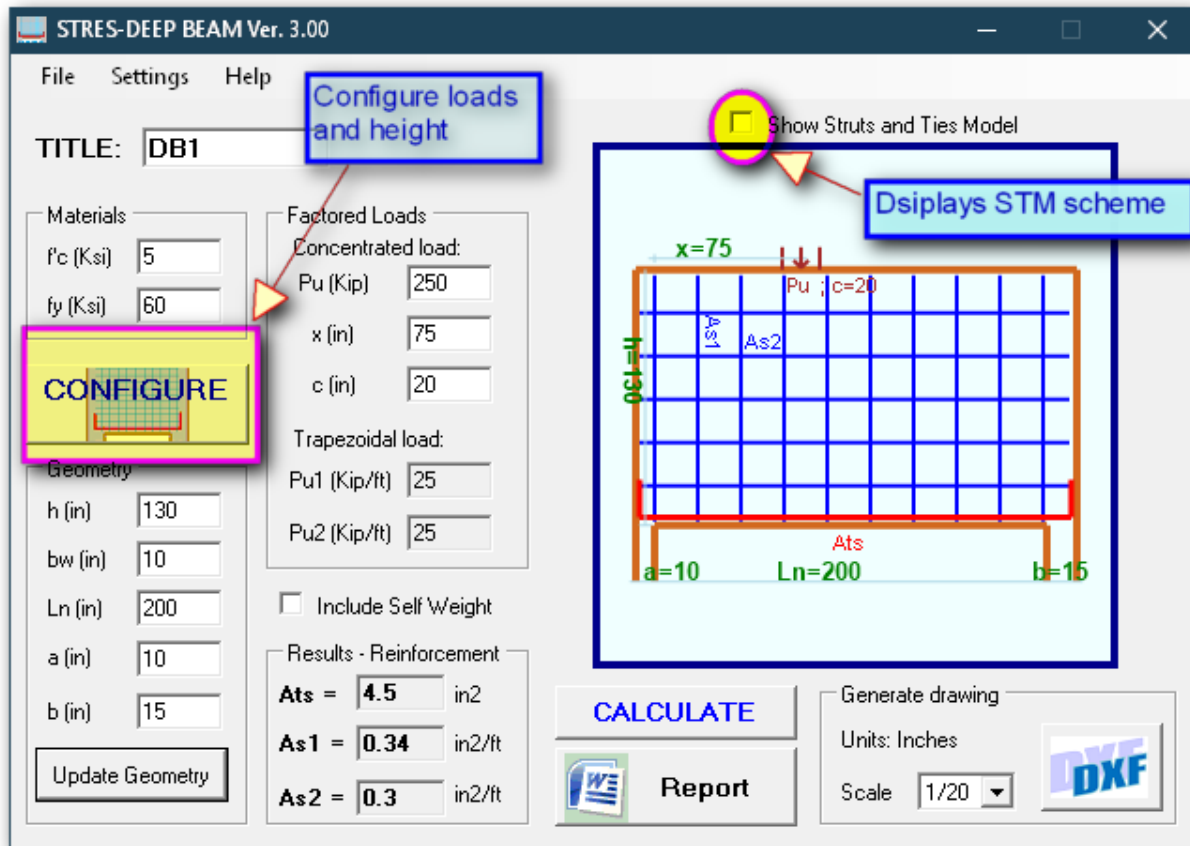 STRES-DEEP BEAM Ver. 3.00
File Settings Help
Configure loads
and height
Show Struts and Ties Model
TITLE: DB1
Dsiplays STM scheme
Materials
f'c (Ksi) 5
fy (Ksi) 60
CONFIGURE
Geometry
h (in) 130
bw (in) 10
Ln (in) 200
a (in) 10
b (in) 15
Update Geometry
Factored Loads
Concentrated load:
Pu (Kip) 250
x (in) 75
c (in) 20
Trapezoidal load:
Pu1 (Kip/ft) 25
Pu2 (Kip/ft) 25
Include Self Weight
Results - Reinforcement
Ats = 4.5 in2
As1 = 0.34 in2/ft
As2 = 0.3 in2/ft
x=75
Pu ; c=20
As1
As2
h=130
Ats
a=10 Ln=200 b=15
CALCULATE
Report
Generate drawing
Units: Inches
Scale 1/20
DXF